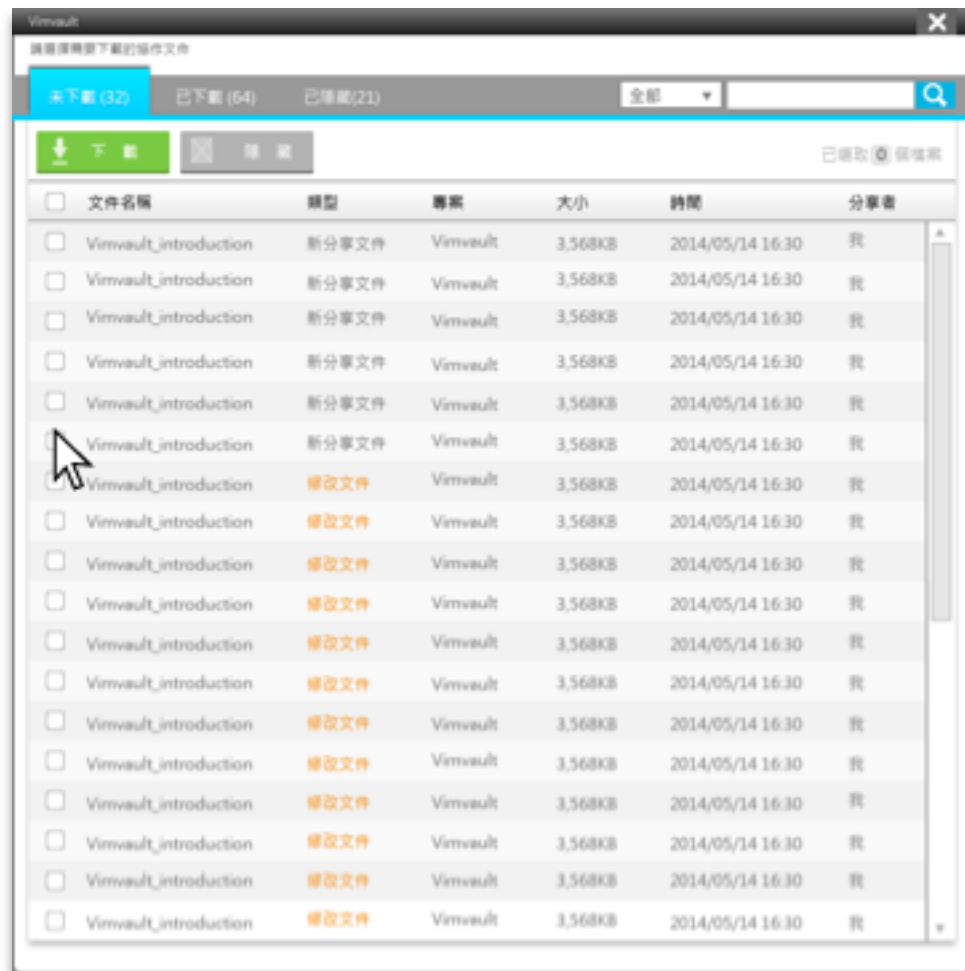 Vimvault
請選擇需要下載的協作文件
未下載 (32) 已下載 (64) 已隱藏(21) 全部
下 載 隱 藏 已選取 0 個檔案
文件名稱 類型 專案 大小 時間 分享者
Vimvault_introduction 新分享文件 Vimvault 3,568KB 2014/05/14 16:30 我
Vimvault_introduction 新分享文件 Vimvault 3,568KB 2014/05/14 16:30 我
Vimvault_introduction 新分享文件 Vimvault 3,568KB 2014/05/14 16:30 我
Vimvault_introduction 新分享文件 Vimvault 3,568KB 2014/05/14 16:30 我
Vimvault_introduction 新分享文件 Vimvault 3,568KB 2014/05/14 16:30 我
Vimvault_introduction 新分享文件 Vimvault 3,568KB 2014/05/14 16:30 我
Vimvault_introduction 修改文件 Vimvault 3,568KB 2014/05/14 16:30 我
Vimvault_introduction 修改文件 Vimvault 3,568KB 2014/05/14 16:30 我
Vimvault_introduction 修改文件 Vimvault 3,568KB 2014/05/14 16:30 我
Vimvault_introduction 修改文件 Vimvault 3,568KB 2014/05/14 16:30 我
Vimvault_introduction 修改文件 Vimvault 3,568KB 2014/05/14 16:30 我
Vimvault_introduction 修改文件 Vimvault 3,568KB 2014/05/14 16:30 我
Vimvault_introduction 修改文件 Vimvault 3,568KB 2014/05/14 16:30 我
Vimvault_introduction 修改文件 Vimvault 3,568KB 2014/05/14 16:30 我
Vimvault_introduction 修改文件 Vimvault 3,568KB 2014/05/14 16:30 我
Vimvault_introduction 修改文件 Vimvault 3,568KB 2014/05/14 16:30 我
Vimvault_introduction 修改文件 Vimvault 3,568KB 2014/05/14 16:30 我
Vimvault_introduction 修改文件 Vimvault 3,568KB 2014/05/14 16:30 我